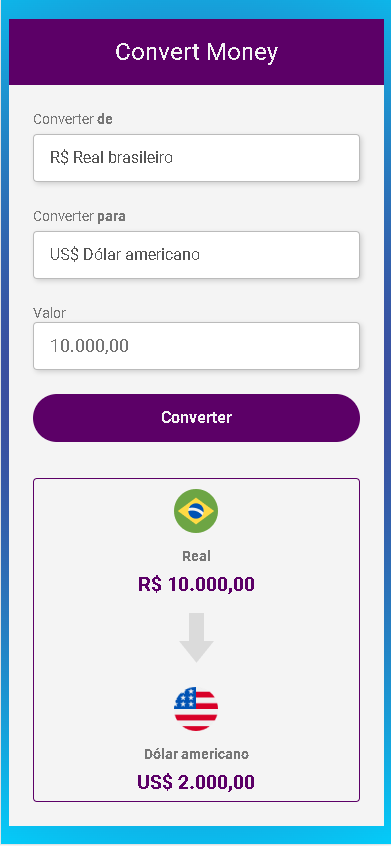 Convert Money
Converter de
R$ Real brasileiro
Converter para
US$ Dólar americano
Valor
10.000,00
Converter
Real
R$ 10.000,00
Dólar americano
US$ 2.000,00